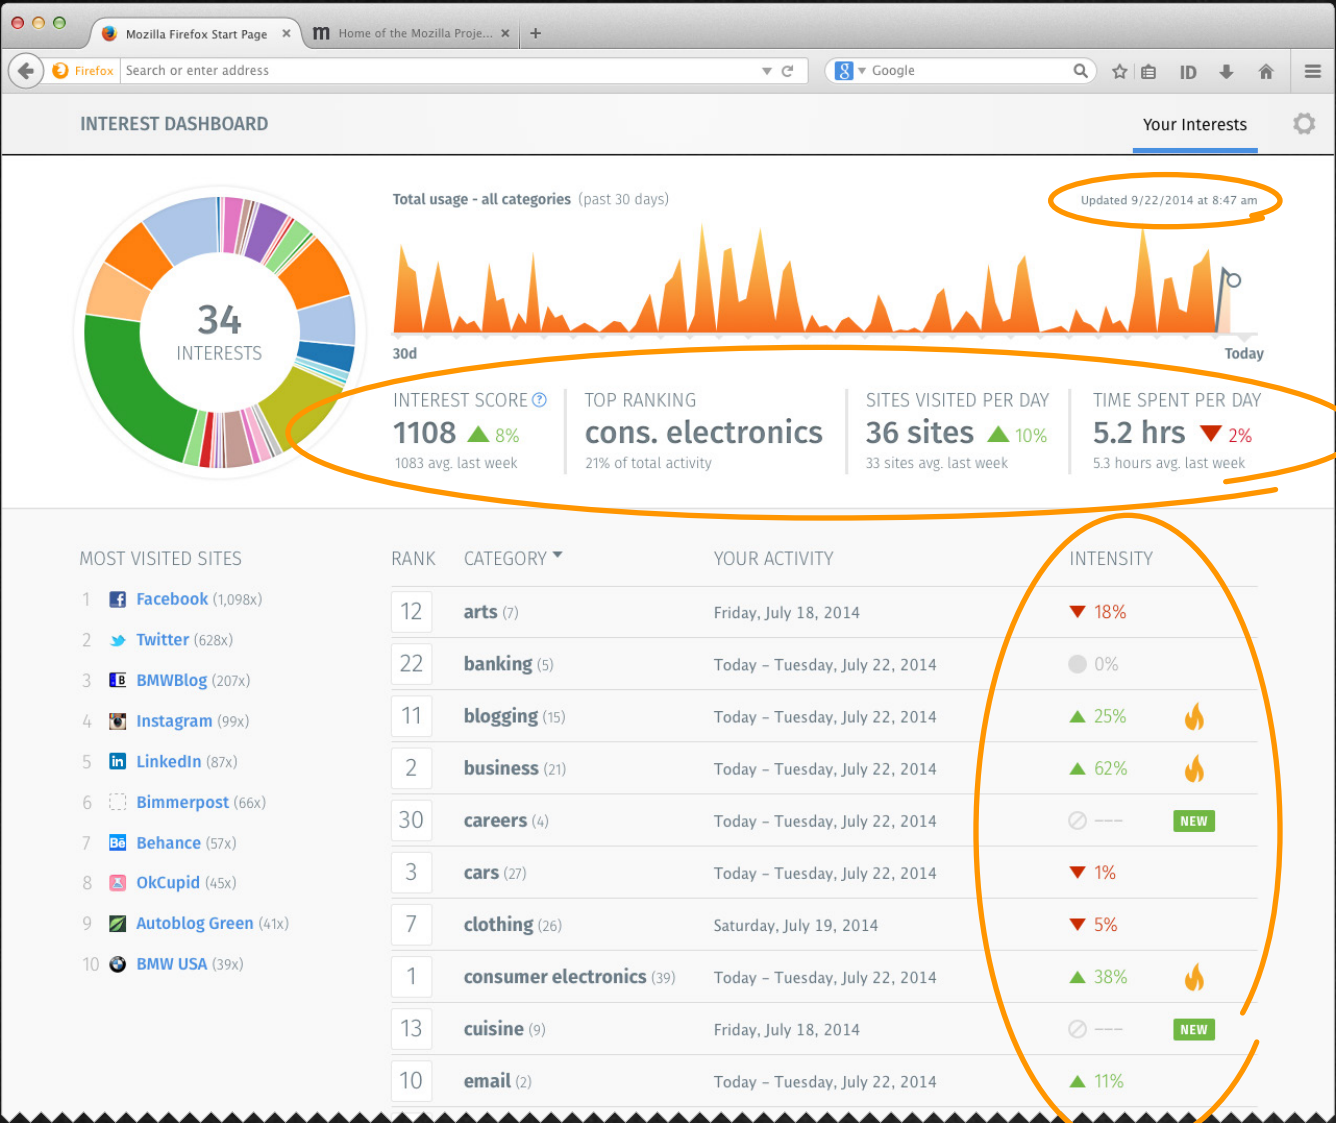 Mozilla Firefox Start Page
Home of the Mozilla Proje...
Firefox Search or enter address
Google
ID
INTEREST DASHBOARD
Your Interests
Total usage - all categories (past 30 days)
Updated 9/22/2014 at 8:47 am
34
INTERESTS
30d
Today
INTEREST SCORE ?
1108 8%
1083 avg. last week
TOP RANKING
cons. electronics
21% of total activity
SITES VISITED PER DAY
36 sites 10%
33 sites avg. last week
TIME SPENT PER DAY
5.2 hrs 2%
5.3 hours avg. last week
MOST VISITED SITES
1 Facebook (1,098x)
2 Twitter (628x)
3 BMWBlog (207x)
4 Instagram (99x)
5 LinkedIn (87x)
6 Bimmerpost (66x)
7 Behance (57x)
8 OkCupid (45x)
9 Autoblog Green (41x)
10 BMW USA (39x)
RANK CATEGORY YOUR ACTIVITY INTENSITY
12 arts (7) Friday, July 18, 2014 18%
22 banking (5) Today – Tuesday, July 22, 2014 0%
11 blogging (15) Today – Tuesday, July 22, 2014 25%
2 business (21) Today – Tuesday, July 22, 2014 62%
30 careers (4) Today – Tuesday, July 22, 2014 --- NEW
3 cars (27) Today – Tuesday, July 22, 2014 1%
7 clothing (26) Saturday, July 19, 2014 5%
1 consumer electronics (39) Today – Tuesday, July 22, 2014 38%
13 cuisine (9) Friday, July 18, 2014 --- NEW
10 email (2) Today – Tuesday, July 22, 2014 11%